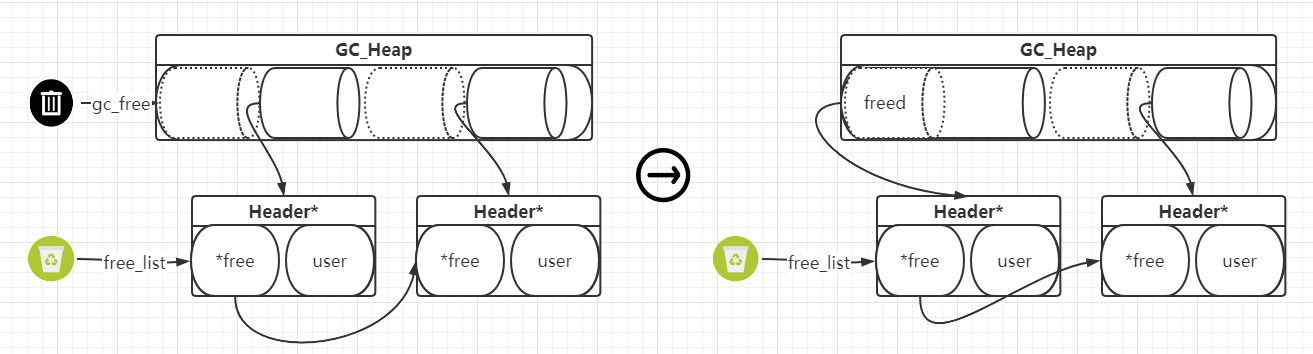 GC_Heap
gc_free
Header*
Header*
free_list
*free
user
*free
user
GC_Heap
freed
Header*
Header*
free_list
*free
user
*free
user